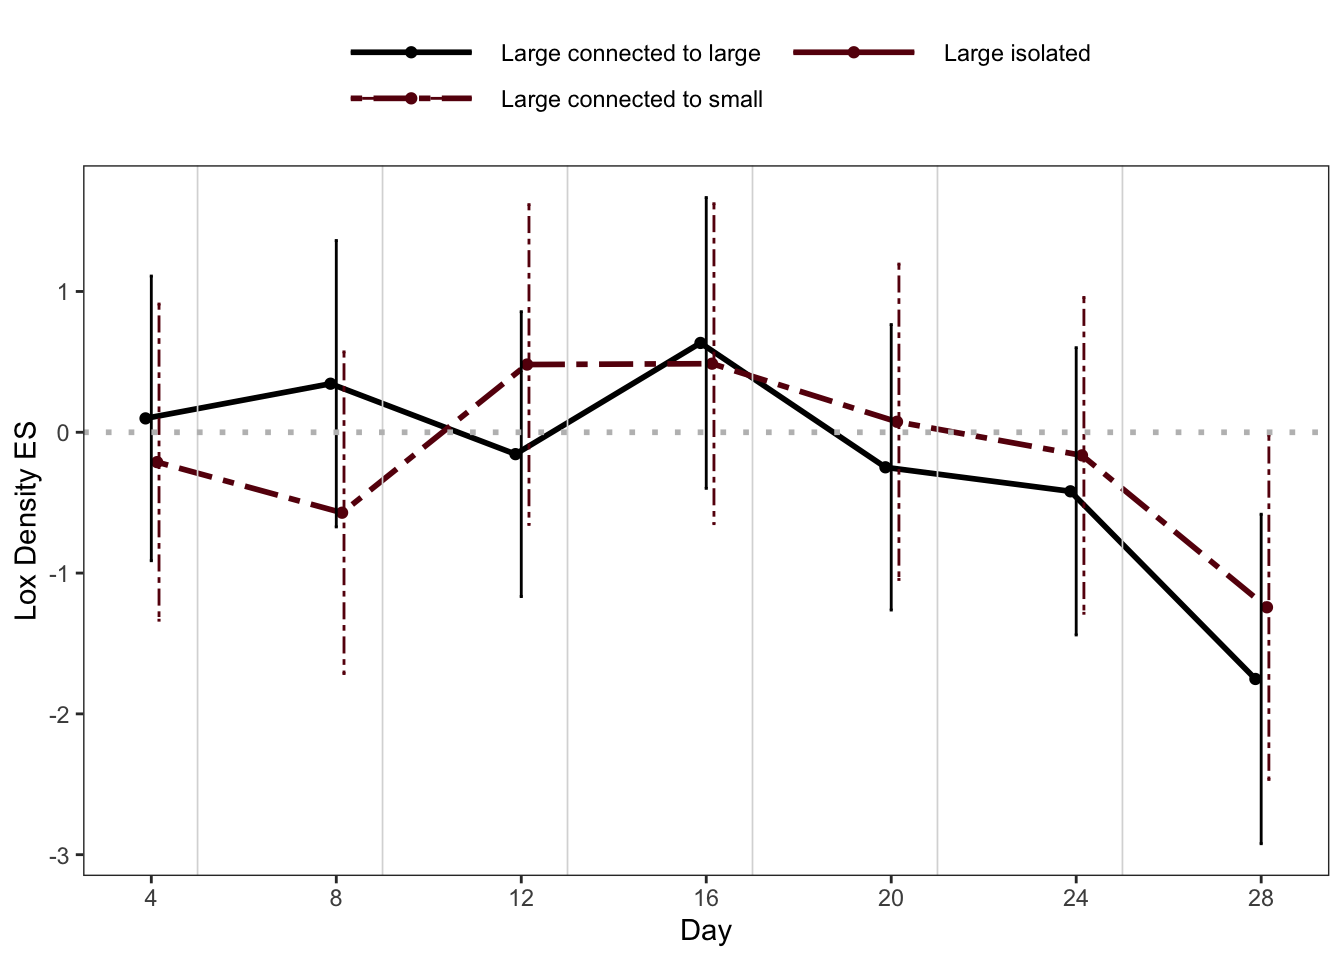 Large connected to large Large isolated
Large connected to small
Lox Density ES
1
0
-1
-2
-3
4 8 12 16 20 24 28
Day